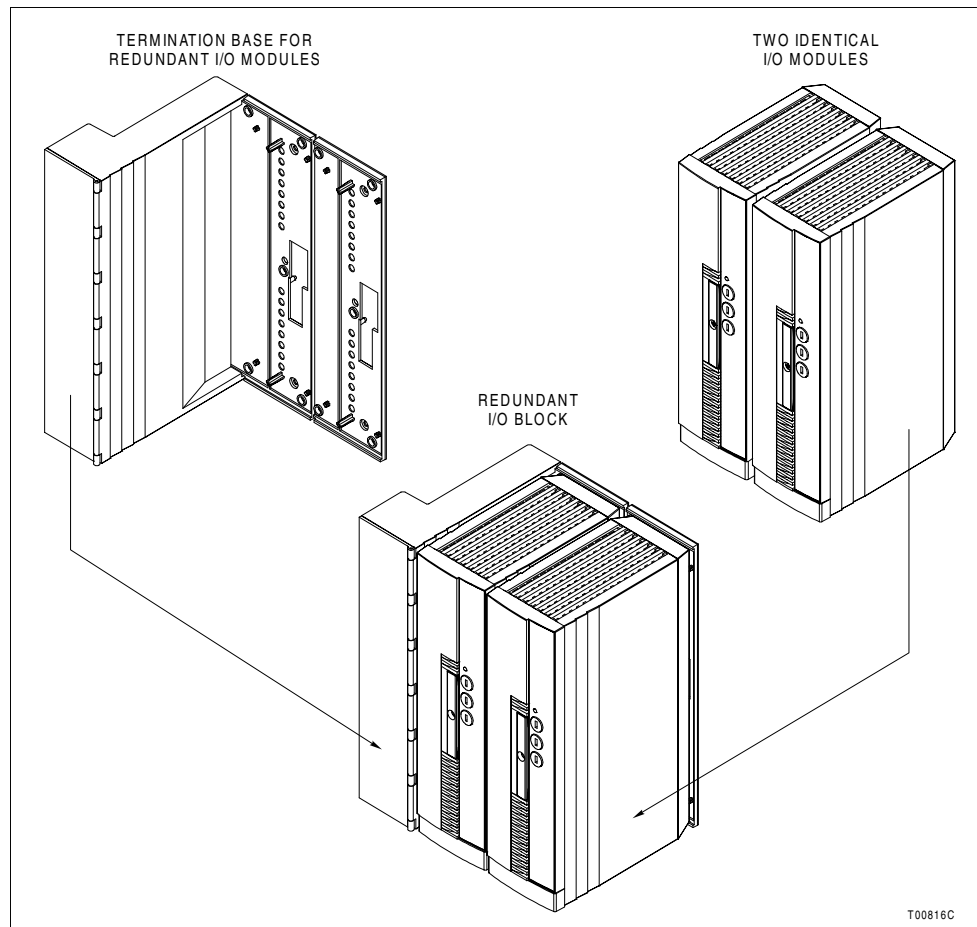 TERMINATION BASE FOR
REDUNDANT I/O MODULES
TWO IDENTICAL
I/O MODULES
REDUNDANT
I/O BLOCK
T00816C